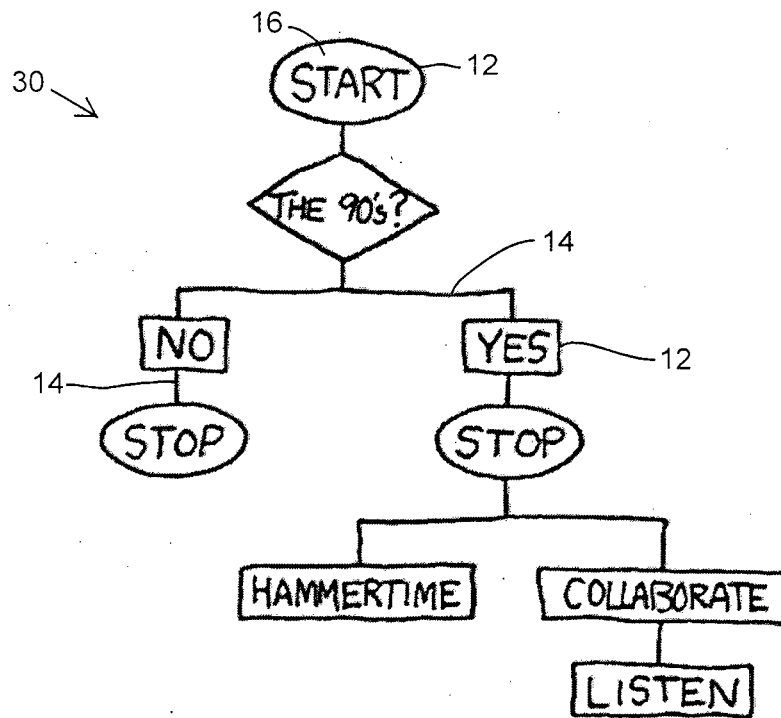 16
START
12
30
THE 90's?
14
NO
YES
12
14
STOP
STOP
HAMMERTIME
COLLABORATE
LISTEN